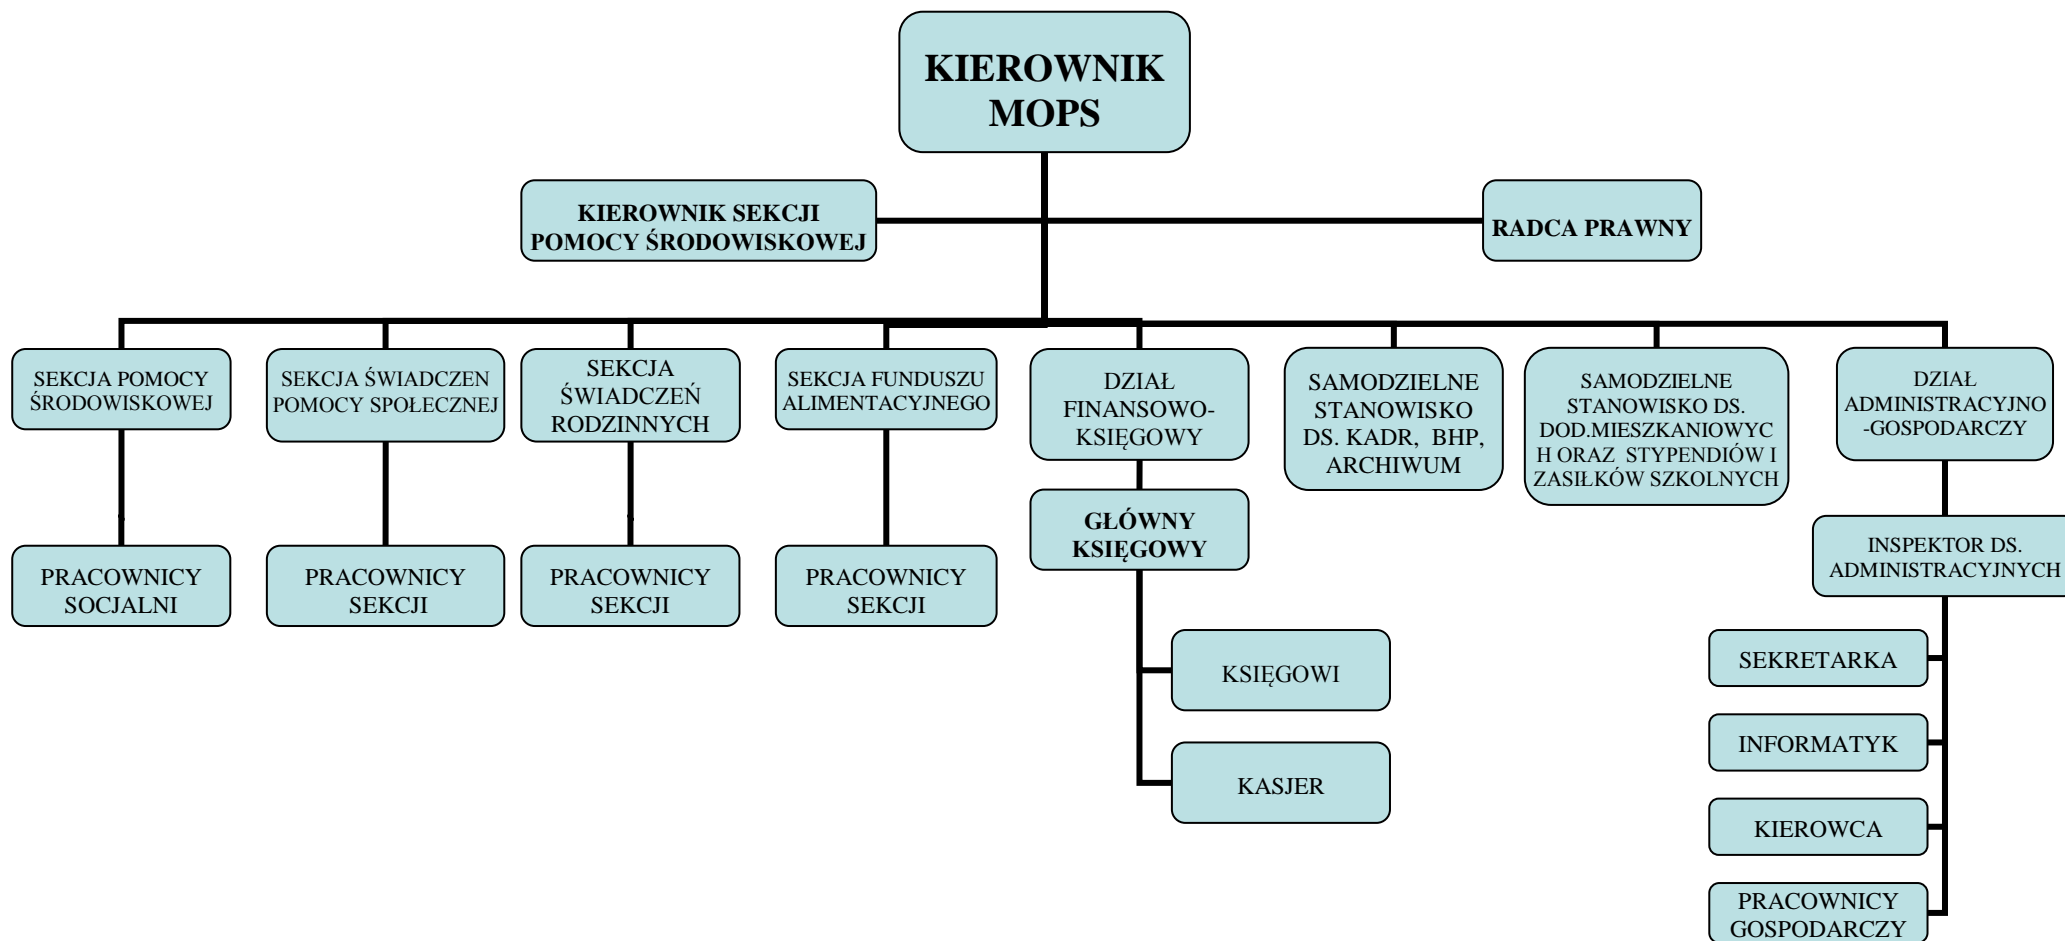 KIEROWNIK
MOPS
KIEROWNIK SEKCJI
POMOCY ŚRODOWISKOWEJ
RADCA PRAWNY
SEKCJA POMOCY
ŚRODOWISKOWEJ
SEKCJA ŚWIADCZEN
POMOCY SPOŁECZNEJ
SEKCJA
ŚWIADCZEŃ
RODZINNYCH
SEKCJA FUNDUSZU
ALIMENTACYJNEGO
DZIAŁ
FINANSOWO-
KSIĘGOWY
SAMODZIELNE
STANOWISKO
DS. KADR, BHP,
ARCHIWUM
SAMODZIELNE
STANOWISKO DS.
DOD.MIESZKANIOWYC
H ORAZ STYPENDIÓW I
ZASIŁKÓW SZKOLNYCH
DZIAŁ
ADMINISTRACYJNO
-GOSPODARCZY
GŁÓWNY
KSIĘGOWY
INSPEKTOR DS.
ADMINISTRACYJNYCH
PRACOWNICY
SOCJALNI
PRACOWNICY
SEKCJI
PRACOWNICY
SEKCJI
PRACOWNICY
SEKCJI
KSIĘGOWI
KASJER
SEKRETARKA
INFORMATYK
KIEROWCA
PRACOWNICY
GOSPODARCZY